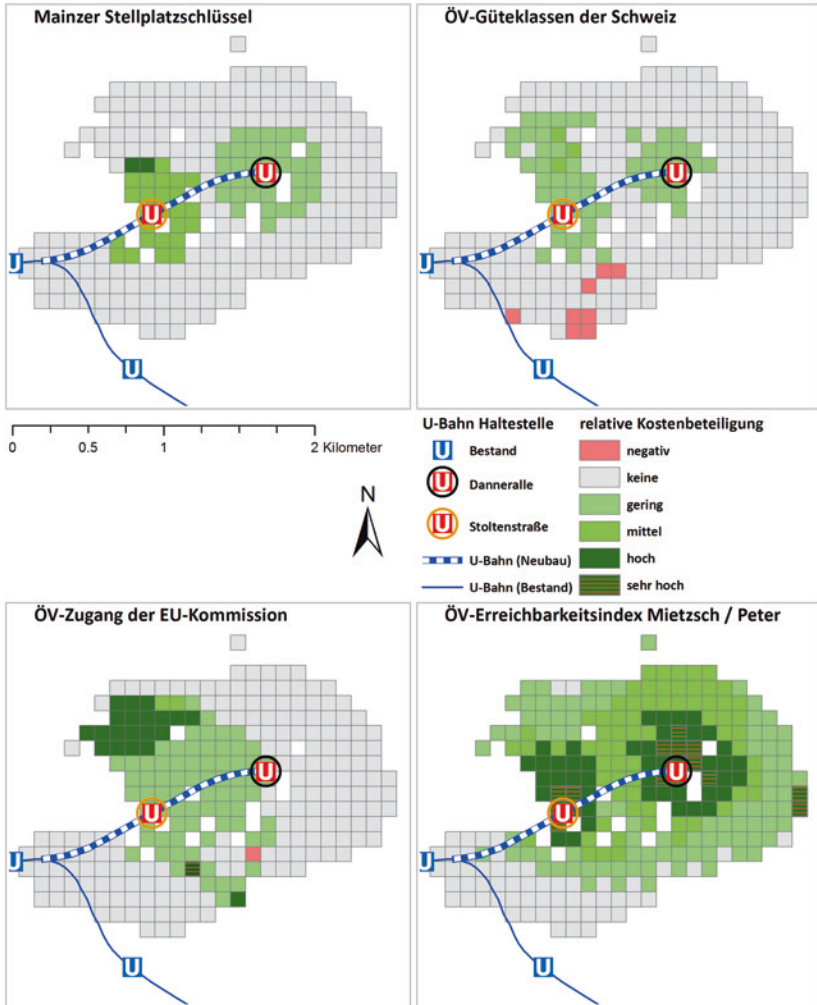 Mainzer Stellplatzschlüssel
ÖV-Güteklassen der Schweiz
U
U
U
U
U
U
U
U
0 0.5 1 2 Kilometer
N
U-Bahn Haltestelle
U Bestand
U Danneralle
U Stoltenstraße
U-Bahn (Neubau)
U-Bahn (Bestand)
relative Kostenbeteiligung
negativ
keine
gering
mittel
hoch
sehr hoch
ÖV-Zugang der EU-Kommission
ÖV-Erreichbarkeitsindex Mietzsch / Peter
U
U
U
U
U
U
U
U